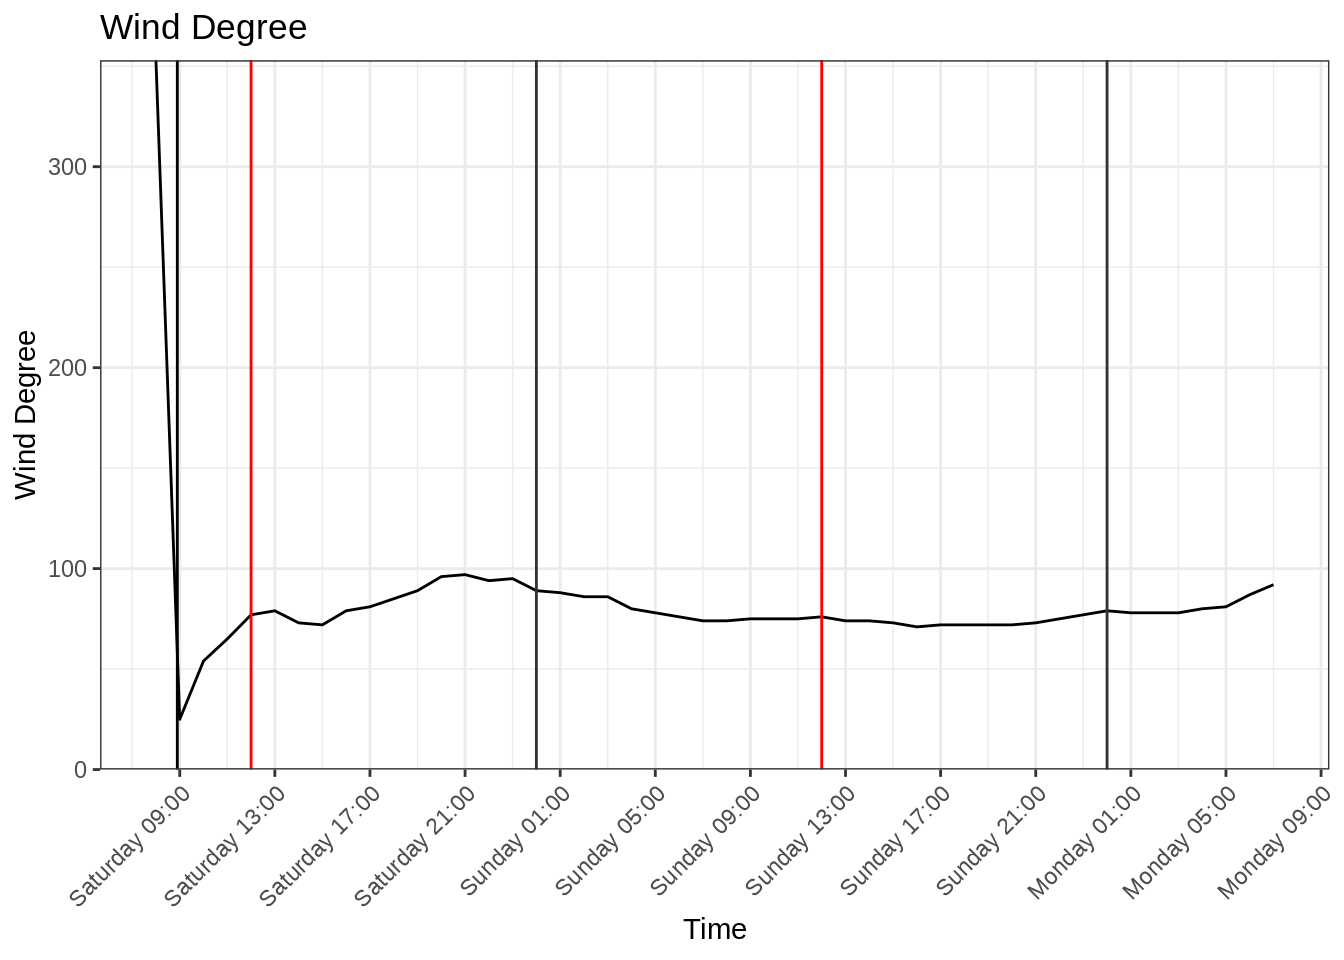 Wind Degree
Wind Degree
300
200
100
0
Saturday 09:00
Saturday 13:00
Saturday 17:00
Saturday 21:00
Sunday 01:00
Sunday 05:00
Sunday 09:00
Sunday 13:00
Sunday 17:00
Sunday 21:00
Monday 01:00
Monday 05:00
Monday 09:00
Time